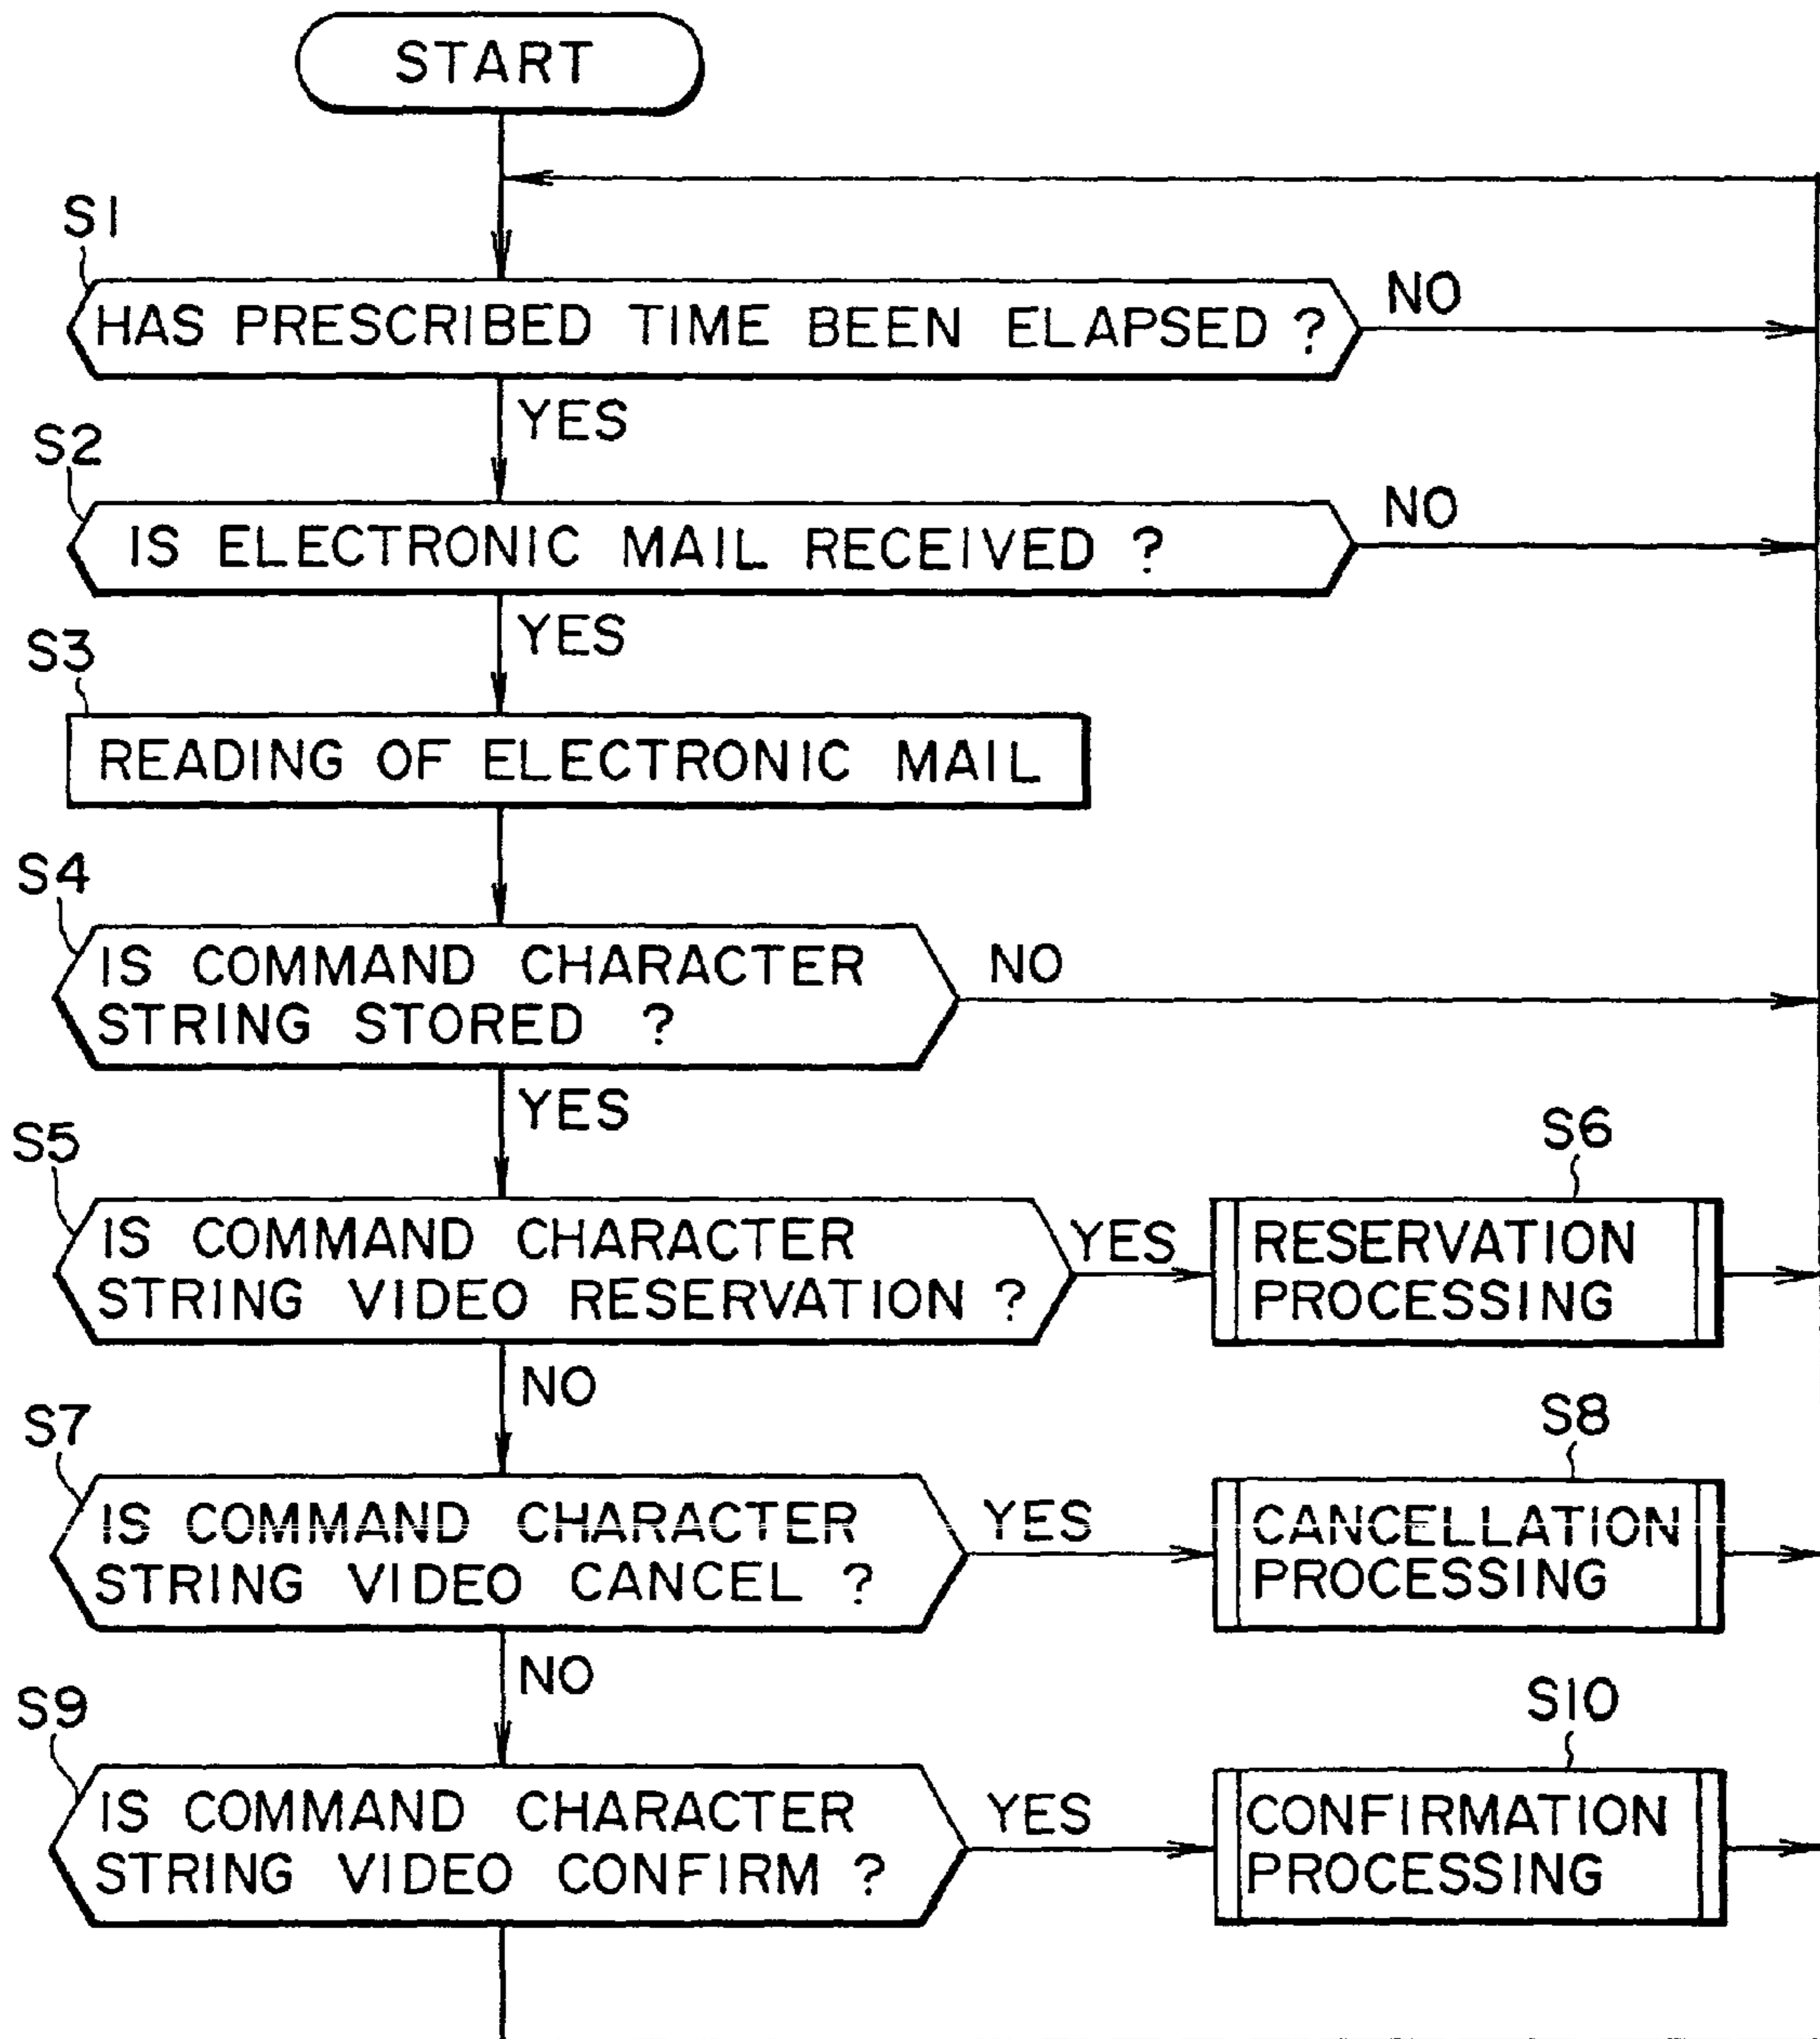 START
S1
HAS PRESCRIBED TIME BEEN ELAPSED ?
NO
YES
S2
IS ELECTRONIC MAIL RECEIVED ?
NO
YES
S3
READING OF ELECTRONIC MAIL
S4
IS COMMAND CHARACTER
STRING STORED ?
NO
YES
S5
IS COMMAND CHARACTER
STRING VIDEO RESERVATION ?
YES
S6
RESERVATION
PROCESSING
NO
S7
IS COMMAND CHARACTER
STRING VIDEO CANCEL ?
YES
S8
CANCELLATION
PROCESSING
NO
S9
IS COMMAND CHARACTER
STRING VIDEO CONFIRM ?
YES
S10
CONFIRMATION
PROCESSING